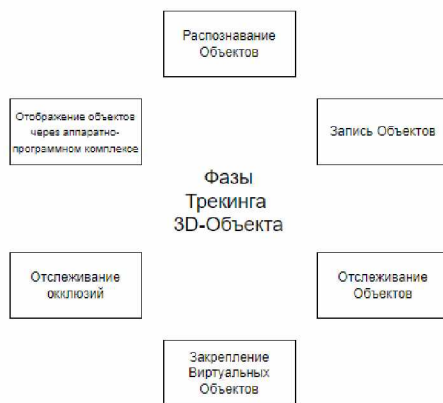 Распознавание
Объектов
Отображение объектов
через аппаратно-
программном комплексе
Запись Объектов
Фазы
Трекинга
3D-Объекта
Отслеживание
окклюзий
Отслеживание
Объектов
Закрепление
Виртуальных
Объектов